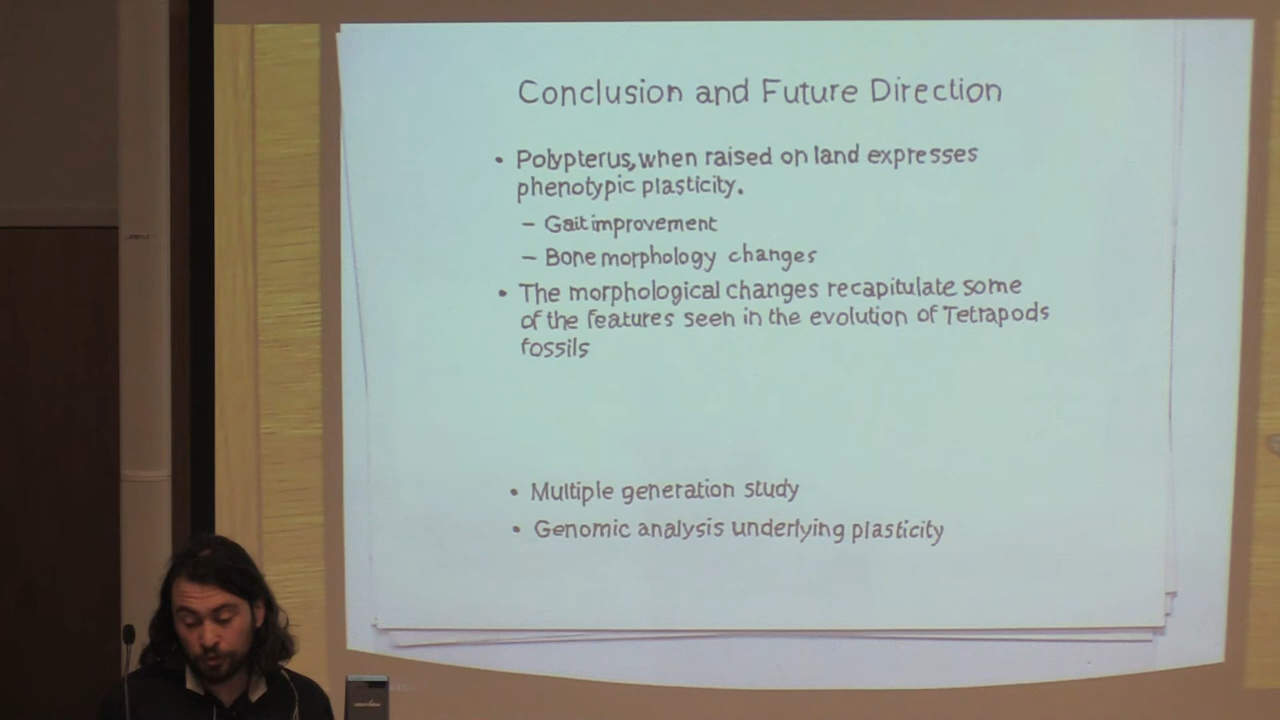 Conclusion and Future Direction
• Polypterus, when raised on land expresses
phenotypic plasticity.
– Gait improvement
– Bone morphology changes
• The morphological changes recapitulate some
of the features seen in the evolution of Tetrapods
fossils
• Multiple generation study
• Genomic analysis underlying plasticity